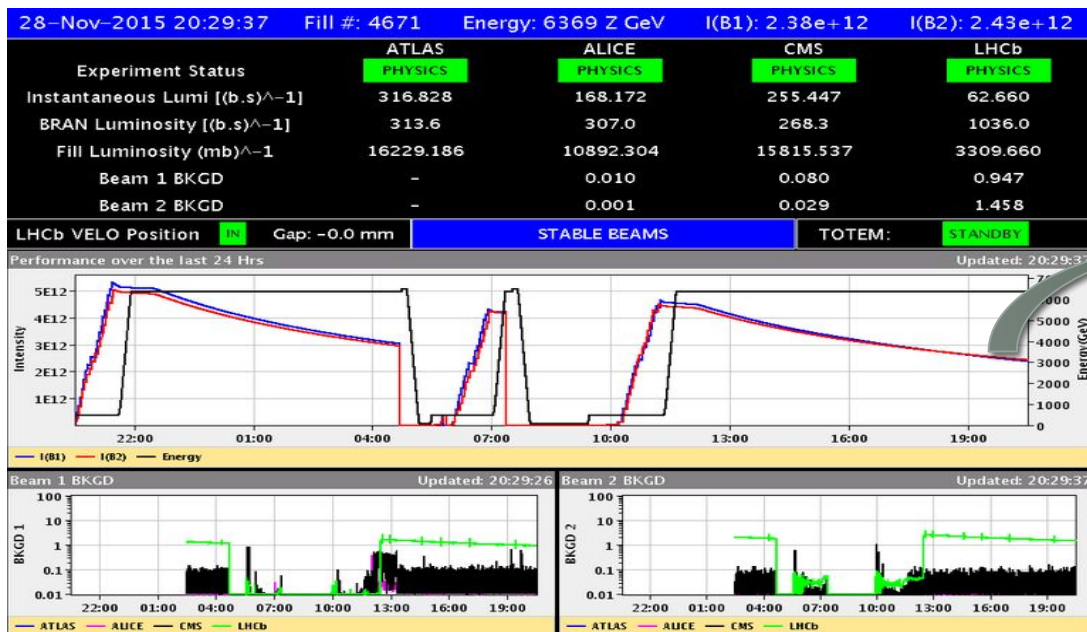 28-Nov-2015 20:29:37 Fill #: 4671 Energy: 6369 Z GeV I(B1): 2.38e+12 I(B2): 2.43e+12
ATLAS ALICE CMS LHCb
Experiment Status PHYSICS PHYSICS PHYSICS PHYSICS
Instantaneous Lumi [(b.s)^-1] 316.828 168.172 255.447 62.660
BRAN Luminosity [(b.s)^-1] 313.6 307.0 268.3 1036.0
Fill Luminosity (mb)^-1 16229.186 10892.304 15815.537 3309.660
Beam 1 BKGD - 0.010 0.080 0.947
Beam 2 BKGD - 0.001 0.029 1.458
LHCb VELO Position IN Gap: -0.0 mm STABLE BEAMS TOTEM: STANDBY
Performance over the last 24 Hrs Updated: 20:29:37
Intensity
5E12
4E12
3E12
2E12
1E12
5000
4000
3000
2000
1000
0
Energy(GeV)
22:00 01:00 04:00 07:00 10:00 13:00 16:00 19:00
I(B1) I(B2) Energy
Beam 1 BKGD Updated: 20:29:26
BKGD 1
100
10
1
0.1
0.01
22:00 01:00 04:00 07:00 10:00 13:00 16:00 19:00
ATLAS ALICE CMS LHCb
Beam 2 BKGD Updated: 20:29:37
BKGD 2
100
10
1
0.1
0.01
22:00 01:00 04:00 07:00 10:00 13:00 16:00 19:00
ATLAS ALICE CMS LHCb